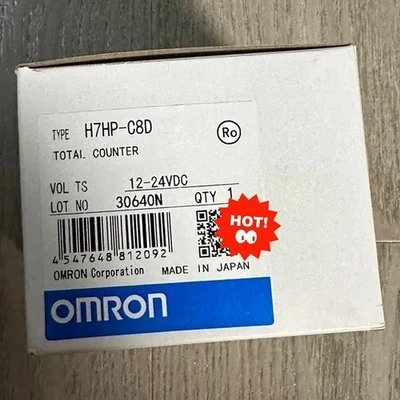 TYPE H7HP-C8D
Ro
TOTAL COUNTER
VOL TS 12-24VDC
LOT NO 30640N QTY 1
HOT!
4 547648 812092
OMRON Corporation MADE IN JAPAN
OMRON